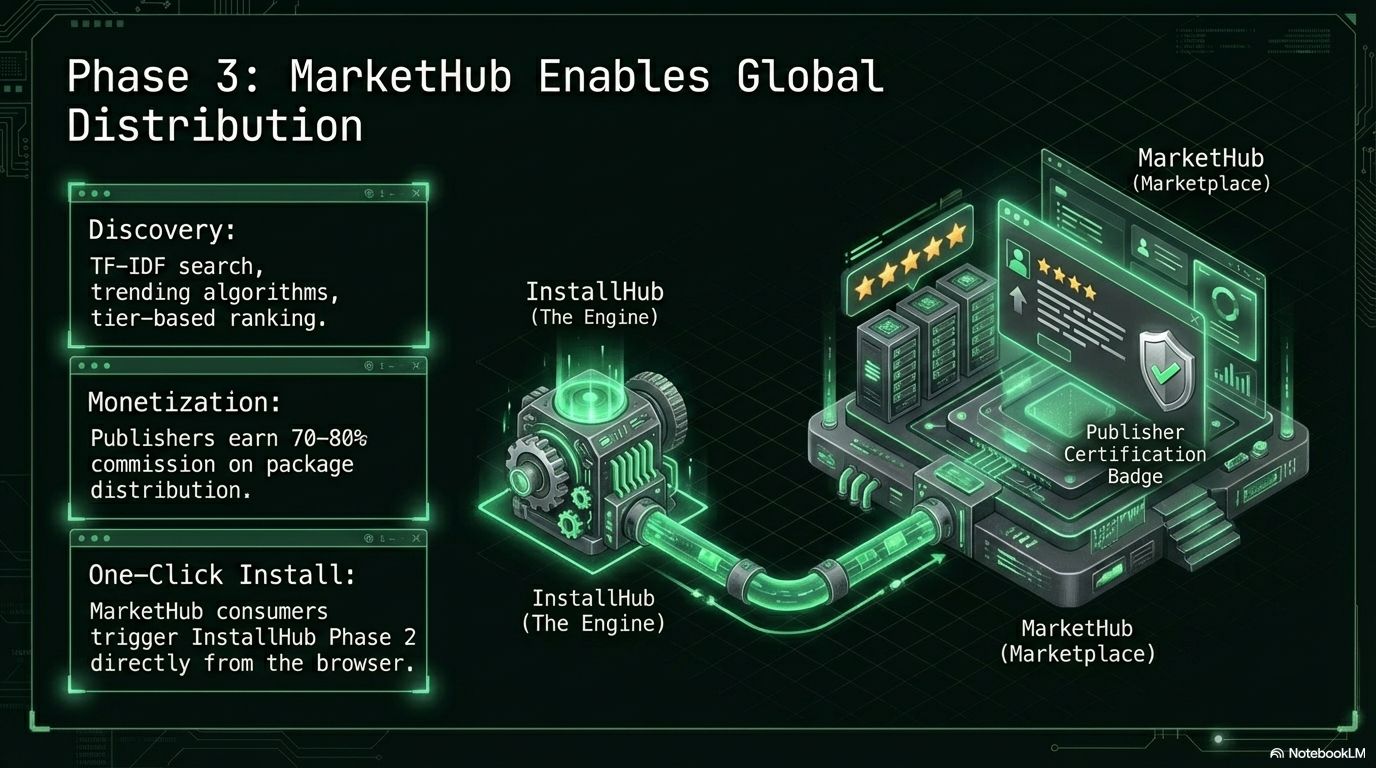 Phase 3: MarketHub Enables Global
Distribution
Discovery:
TF-IDF search,
trending algorithms,
tier-based ranking.
Monetization:
Publishers earn 70-80%
commission on package
distribution.
One-Click Install:
MarketHub consumers
trigger InstallHub Phase 2
directly from the browser.
InstallHub
(The Engine)
InstallHub
(The Engine)
MarketHub
(Marketplace)
Publisher
Certification
Badge
MarketHub
(Marketplace)
NotebookLM